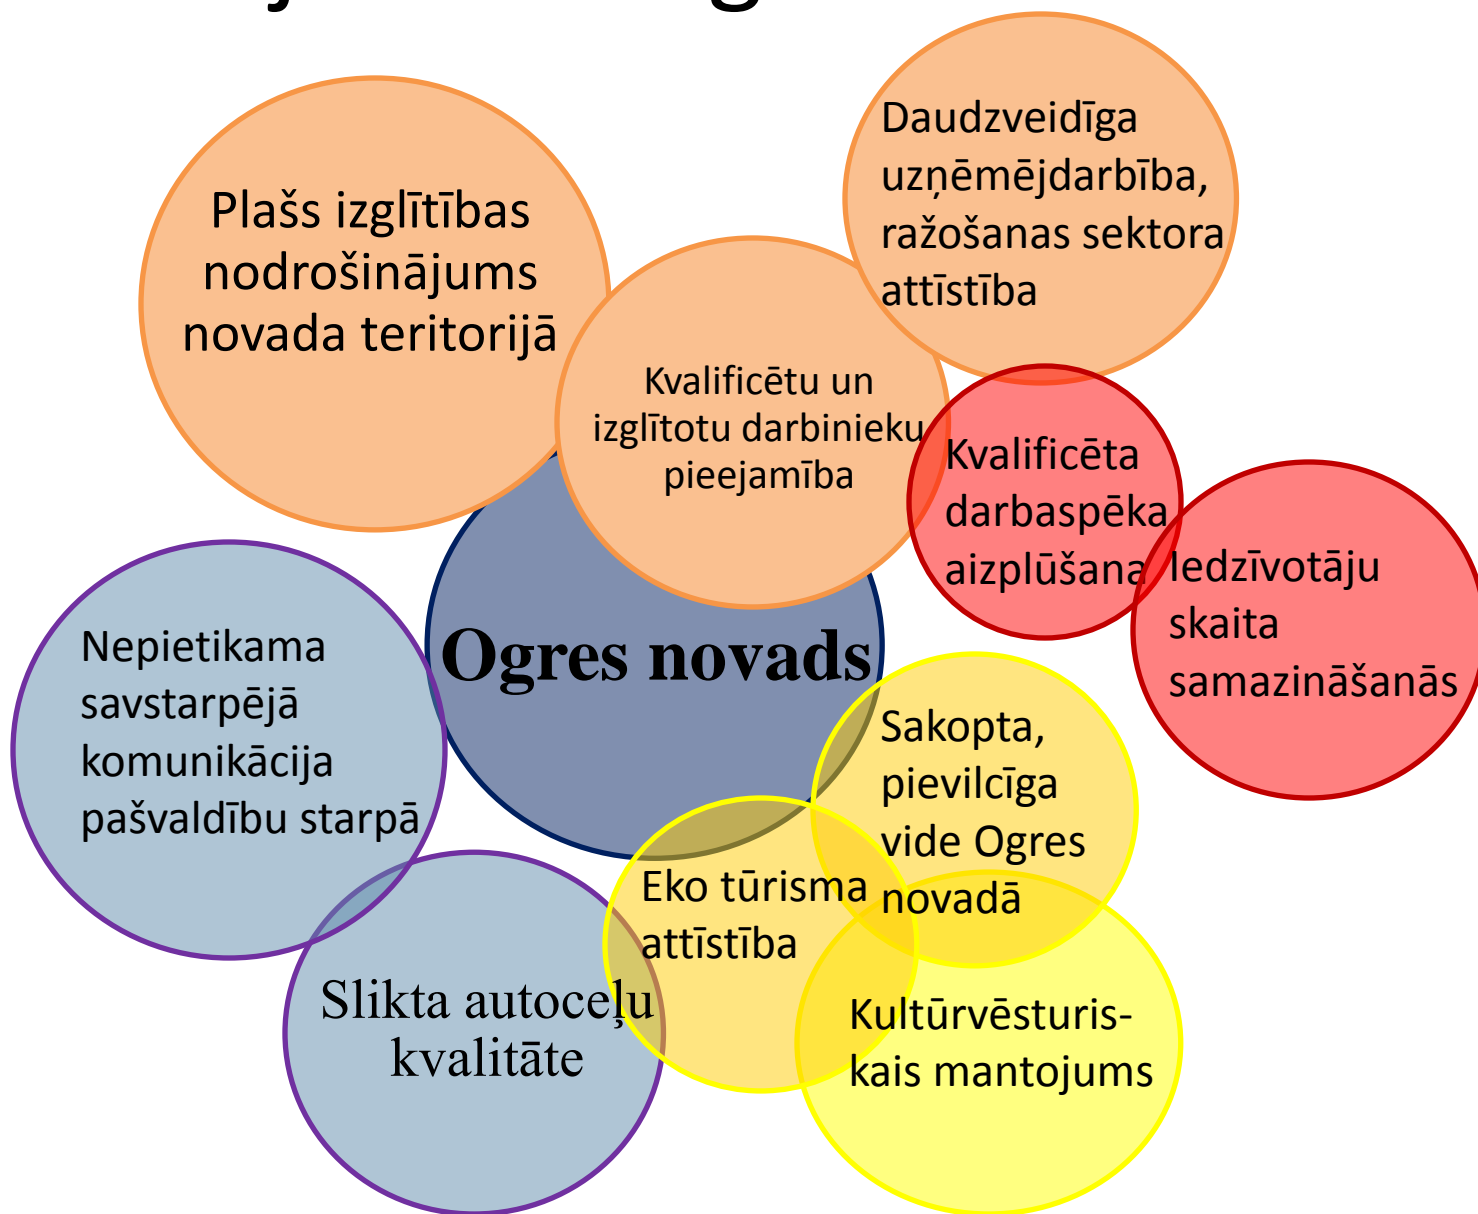 Daudzveidīga
uzņēmējdarbība,
ražošanas sektora
attīstība
Plašs izglītības
nodrošinājums
novada teritorijā
Kvalificētu un
izglītotu darbinieku
pieejamība
Kvalificēta
darbaspēka
aizplūšana
Iedzīvotāju
skaita
samazināšanās
Ogres novads
Nepietikama
savstarpējā
komunikācija
pašvaldību starpā
Sakopta,
pievilcīga
vide Ogres
novadā
Eko tūrisma
attīstība
Slikta autoceļu
kvalitāte
Kultūrvēsturis-
kais mantojums